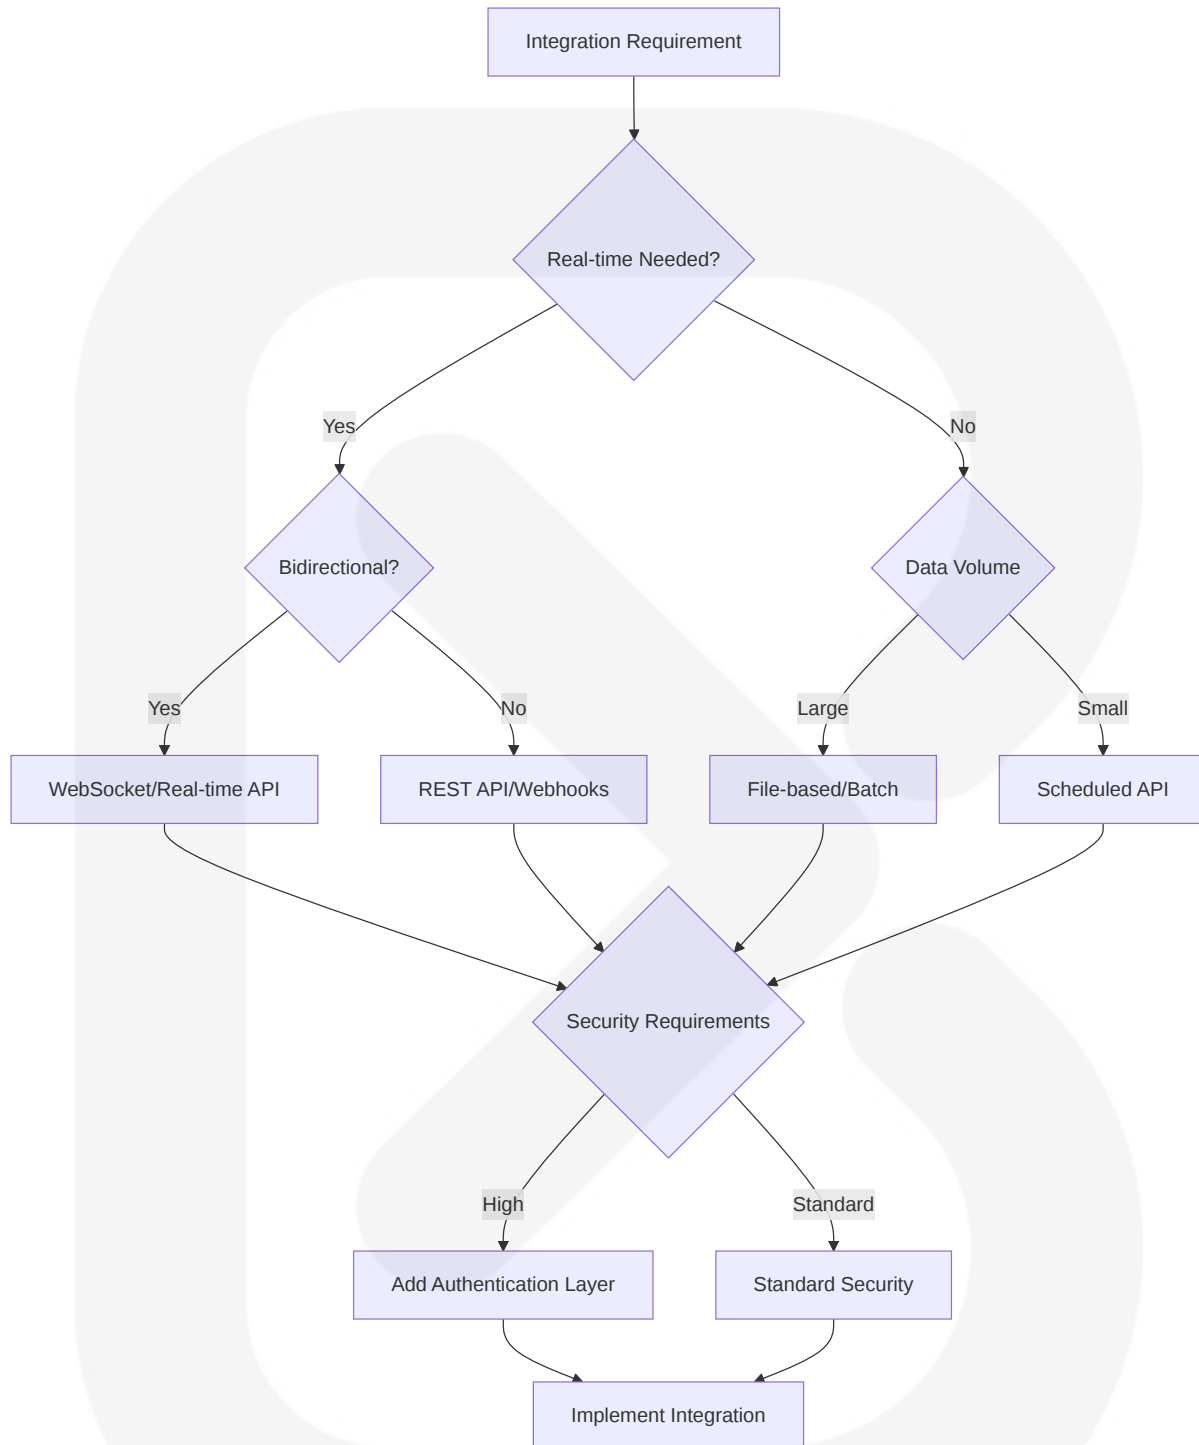 Integration Requirement
Real-time Needed?
Yes
No
Bidirectional?
Data Volume
Yes
No
Large
Small
WebSocket/Real-time API
REST API/Webhooks
File-based/Batch
Scheduled API
Security Requirements
High
Standard
Add Authentication Layer
Standard Security
Implement Integration